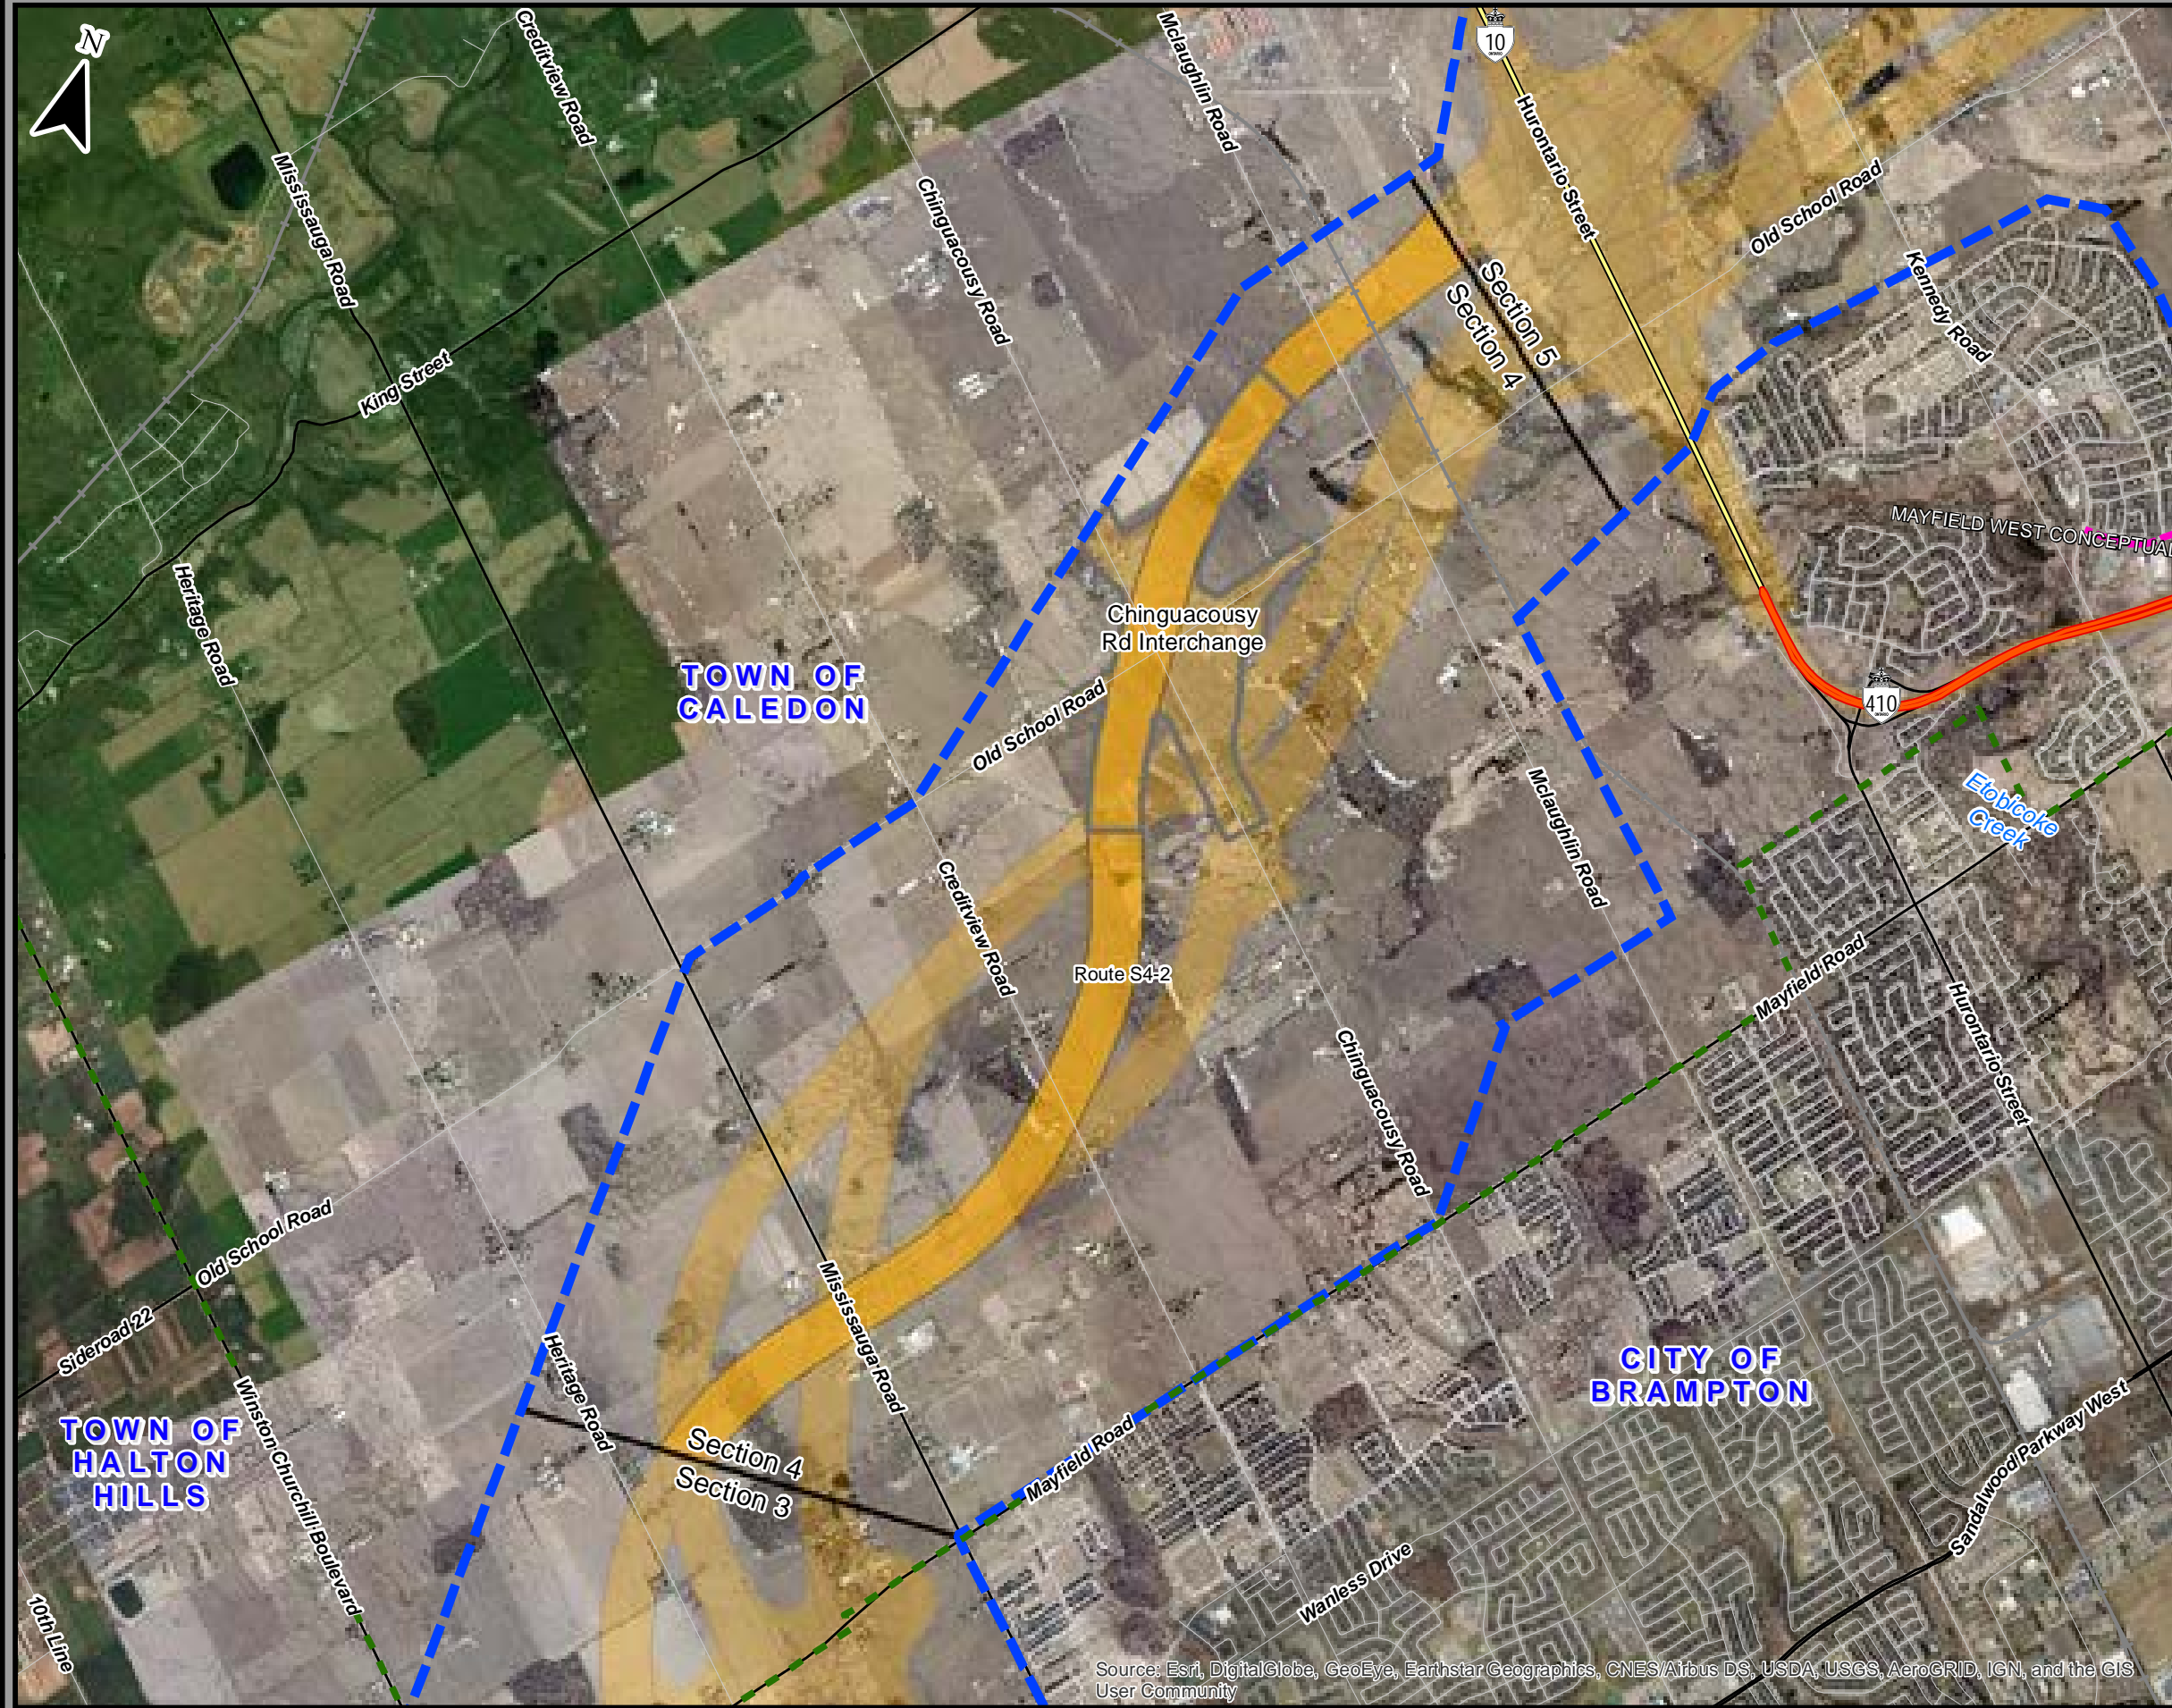 N
Creditview Road
Mclaughlin Road
10
ONTARIO
Hurontario Street
Mississauga Road
Chinguacousy Road
Old School Road
Kennedy Road
Section 5
Section 4
King Street
MAYFIELD WEST CONCEPTUAL
Heritage Road
Chinguacousy
Rd Interchange
TOWN OF
CALEDON
Old School Road
410
ONTARIO
Etobicoke
Creek
Mclaughlin Road
Creditview Road
Route S4-2
Mayfield Road
Hurontario Street
Chinguacousy Road
Old School Road
Sideroad 22
Mississauga Road
Heritage Road
CITY OF
BRAMPTON
TOWN OF
HALTON
HILLS
Winston Churchill Boulevard
Section 4
Section 3
Mayfield Road
Sandalwood Parkway West
Wanless Drive
10th Line
Source: Esri, DigitalGlobe, GeoEye, Earthstar Geographics, CNES/Airbus DS, USDA, USGS, AeroGRID, IGN, and the GIS
User Community